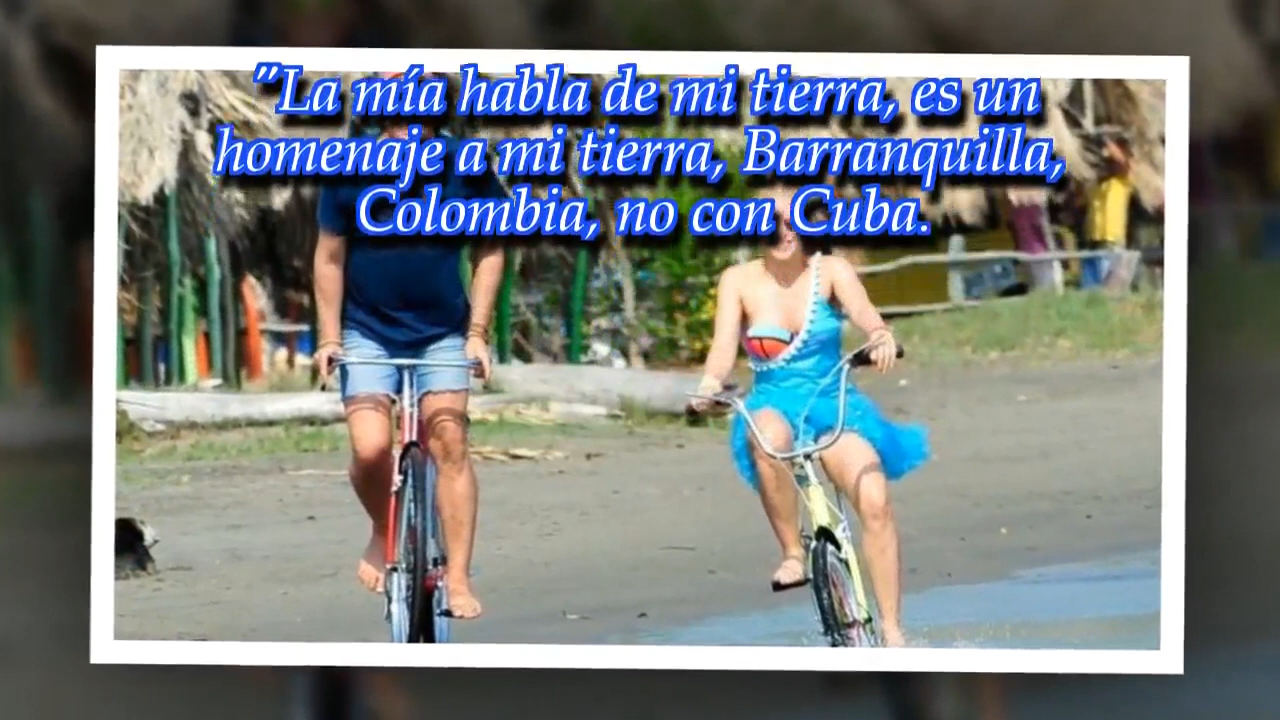 "La mía habla de mi tierra, es un
homenaje a mi tierra, Barranquilla,
Colombia, no con Cuba.